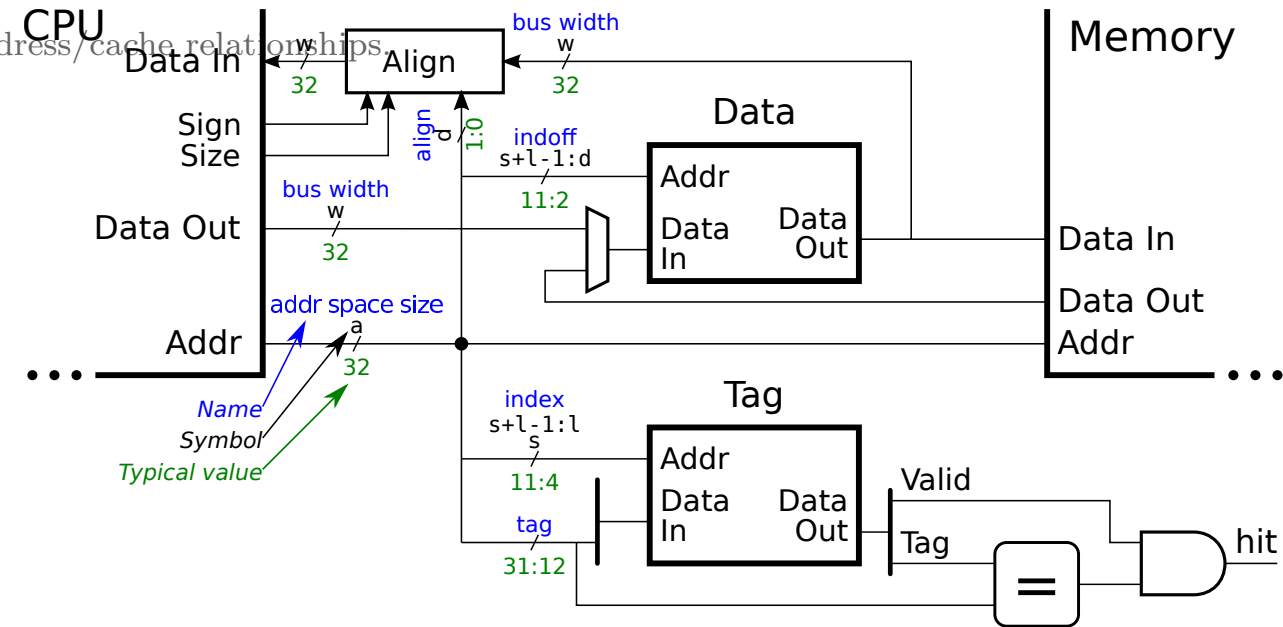 CPU
dress/cache relationships.
Data In
w
32
Align
bus width
w
32
Memory
Sign
Size
align
d
1:0
indoff
s+l-1:d
11:2
Data
Addr
Data
In
Data
Out
bus width
w
32
Data Out
Data In
Data Out
addr space size
a
32
Addr
Addr
Name
Symbol
Typical value
index
s+l-1:l
s
11:4
Tag
Addr
Data
In
Data
Out
tag
31:12
Valid
Tag
=
hit